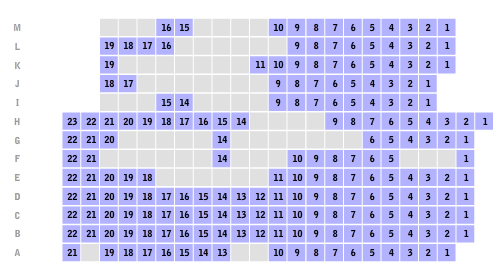 M 16 15 10 9 8 7 6 5 4 3 2 1
L 19 18 17 16 9 8 7 6 5 4 3 2 1
K 19 11 10 9 8 7 6 5 4 3 2 1
J 18 17 9 8 7 6 5 4 3 2 1
I 15 14 9 8 7 6 5 4 3 2 1
H 23 22 21 20 19 18 17 16 15 14 9 8 7 6 5 4 3 2 1
G 22 21 20 14 6 5 4 3 2 1
F 22 21 14 10 9 8 7 6 5 1
E 22 21 20 19 18 11 10 9 8 7 6 5 4 3 2 1
D 22 21 20 19 18 17 16 15 14 13 12 11 10 9 8 7 6 5 4 3 2 1
C 22 21 20 19 18 17 16 15 14 13 12 11 10 9 8 7 6 5 4 3 2 1
B 22 21 20 19 18 17 16 15 14 13 12 11 10 9 8 7 6 5 4 3 2 1
A 21 19 18 17 16 15 14 13 10 9 8 7 6 5 4 3 2 1